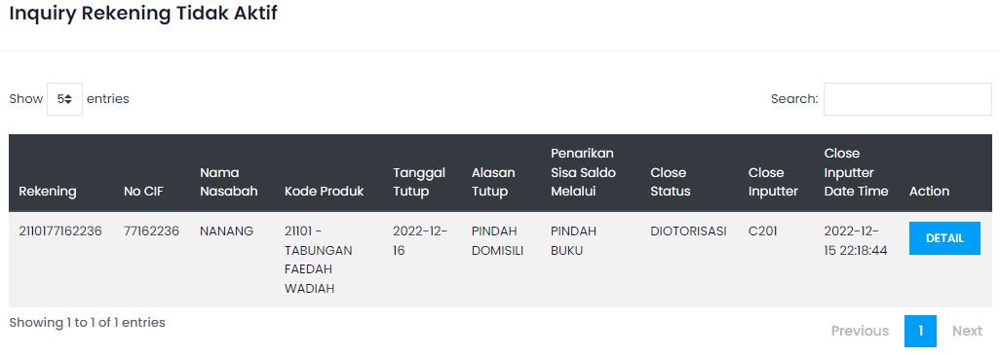 Inquiry Rekening Tidak Aktif
Show 5 entries Search:
Rekening No CIF Nama Nasabah Kode Produk Tanggal Tutup Alasan Tutup Penarikan Sisa Saldo Melalui Close Status Close Inputter Close Inputter Date Time Action
2110177162236 77162236 NANANG 21101 - TABUNGAN FAEDAH WADIAH 2022-12-16 PINDAH DOMISILI PINDAH BUKU DIOTORISASI C201 2022-12-15 22:18:44 DETAIL
Showing 1 to 1 of 1 entries
Previous 1 Next